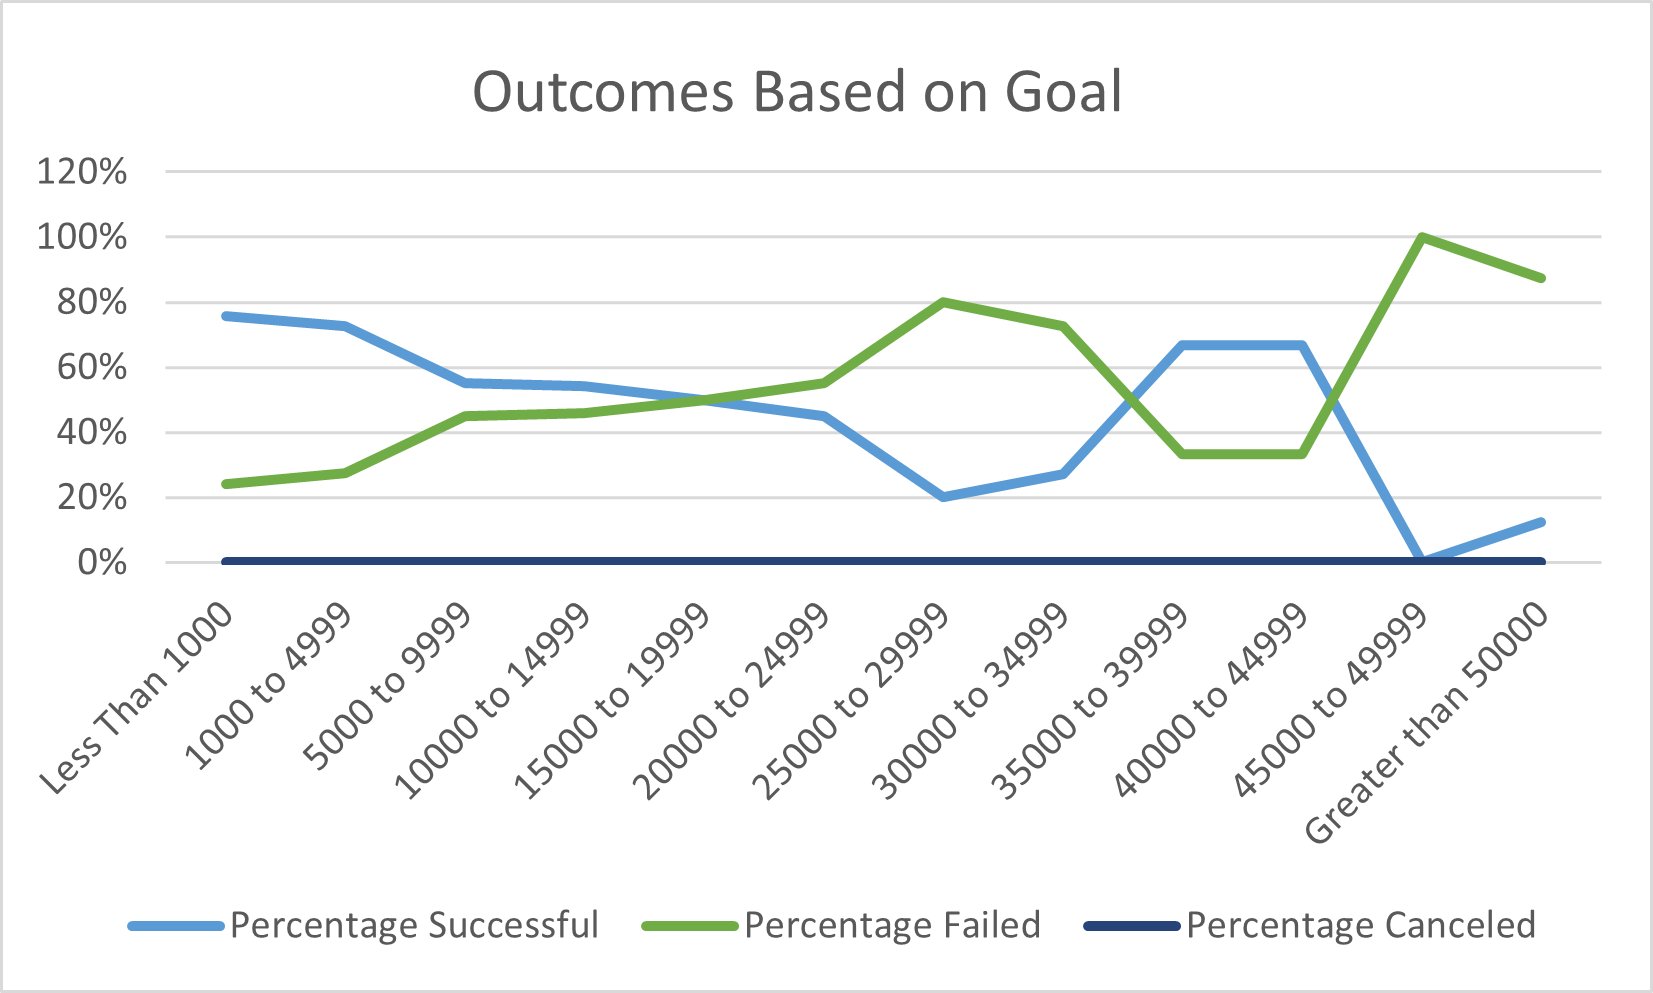 Outcomes Based on Goal
120%
100%
80%
60%
40%
20%
0%
Less Than 1000
1000 to 4999
5000 to 9999
10000 to 14999
15000 to 19999
20000 to 24999
25000 to 29999
30000 to 34999
35000 to 39999
40000 to 44999
45000 to 49999
Greater than 50000
Percentage Successful
Percentage Failed
Percentage Canceled